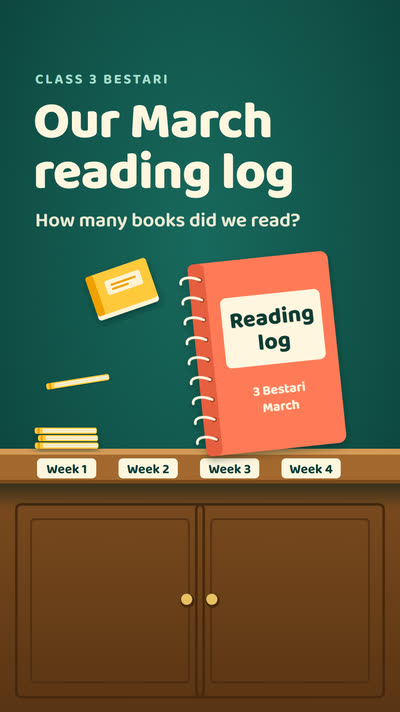 CLASS 3 BESTARI
Our March
reading log
How many books did we read?
Reading
log
3 Bestari
March
Week 1
Week 2
Week 3
Week 4